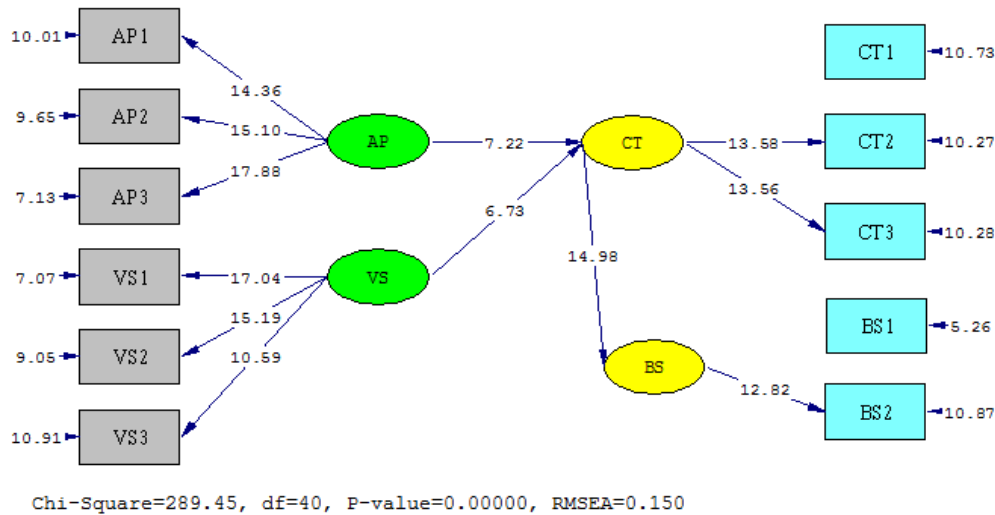 10.01 AP1
14.36
9.65 AP2
15.10
AP
17.88
7.13 AP3
7.07 VS1
17.04
VS
15.19
9.05 VS2
10.59
10.91 VS3
7.22
6.73
CT
14.98
BS
13.58
13.56
12.82
CT1 10.73
CT2 10.27
CT3 10.28
BS1 5.26
BS2 10.87
Chi-Square=289.45, df=40, P-value=0.00000, RMSEA=0.150